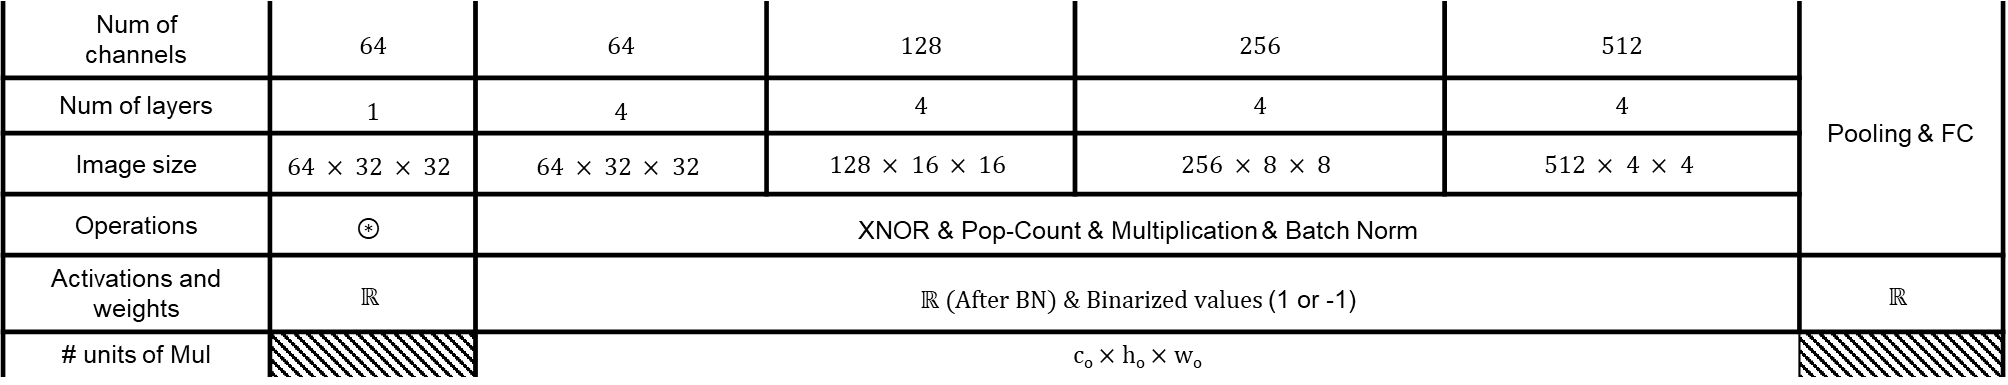 Num of
channels
64
64
128
256
512
Num of layers
1
4
4
4
4
Pooling & FC
Image size
64 × 32 × 32
64 × 32 × 32
128 × 16 × 16
256 × 8 × 8
512 × 4 × 4
Operations
⊛
XNOR & Pop-Count & Multiplication & Batch Norm
Activations and
weights
ℝ
ℝ (After BN) & Binarized values (1 or -1)
ℝ
# units of Mul
cₒ × hₒ × wₒ